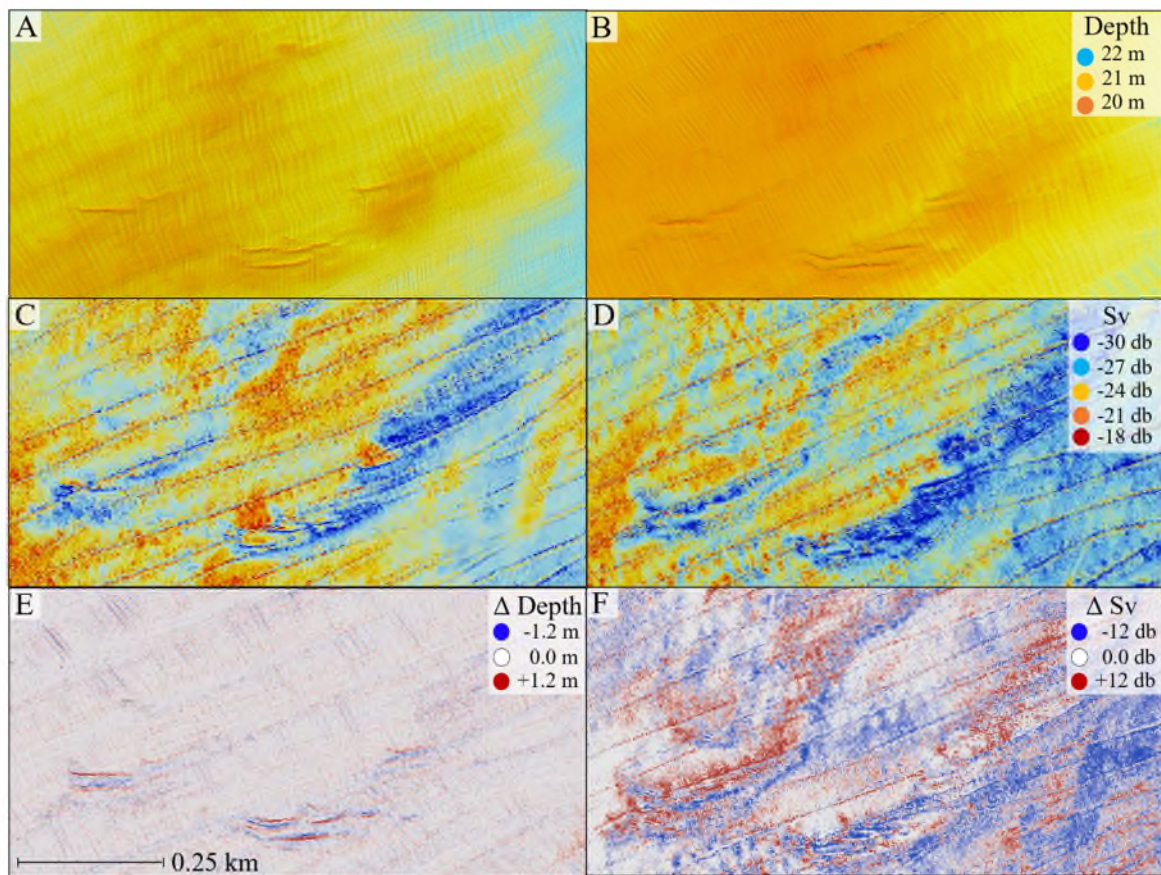 A
B
Depth
22 m
21 m
20 m
C
D
Sv
-30 db
-27 db
-24 db
-21 db
-18 db
E
Δ Depth
-1.2 m
0.0 m
+1.2 m
0.25 km
F
Δ Sv
-12 db
0.0 db
+12 db